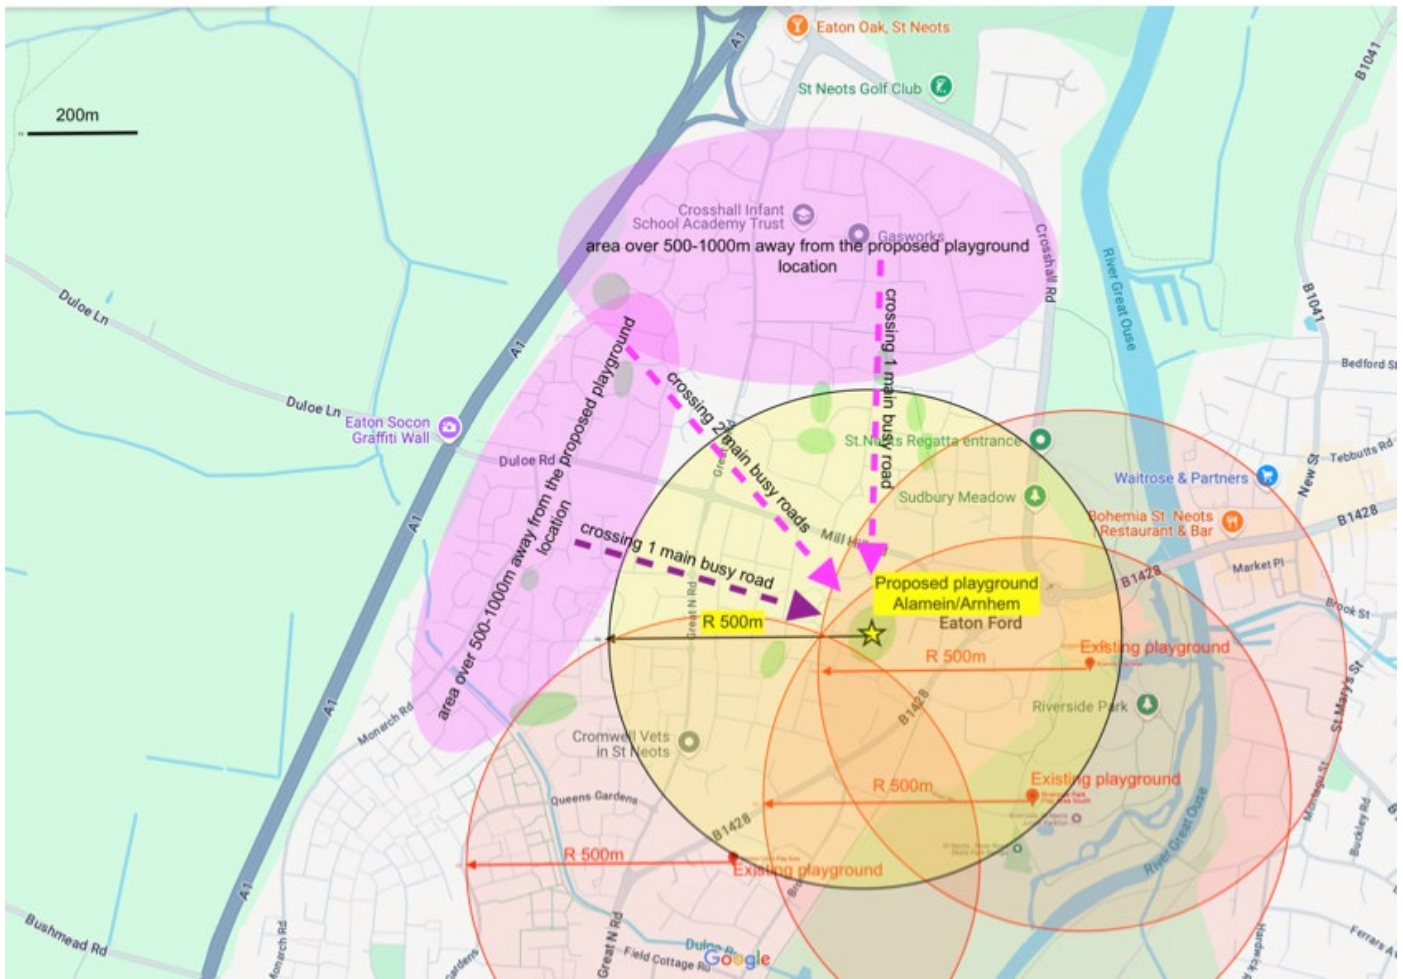 A1
Eaton Oak, St Neots
B1041
St Neots Golf Club
200m
Crosshall Infant
School Academy Trust
Gasworks
area over 500-1000m away from the proposed playground
location
Crosshall Rd
River Great Ouse
B1041
Duloe Ln
A1
crossing 1 main busy road
Bedford St
area over 500-1000m away from the proposed playground
location
crossing 2 main busy roads
Duloe Ln
Eaton Socon
Graffiti Wall
Duloe Rd
St Neots Regatta entrance
Tebbutts Rd
New St
Waitrose & Partners
Sudbury Meadow
Bohemia St. Neots
Restaurant & Bar
B1428
A1
crossing 1 main busy road
Market Pl
B1428
Proposed playground
Alamein/Arnhem
Eaton Ford
Brook St
Great N Rd
R 500m
Existing playground
R 500m
St Mary's St
A1
Monarch Rd
B1428
Riverside Park
Cromwell Vets
in St Neots
R 500m
Existing playground
Montagu St
Queens Gardens
B1428
Buckley Rd
River Great Ouse
R 500m
Existing playground
A1
Bushmead Rd
Monarch Rd
Great N Rd
Field Cottage Rd
Google